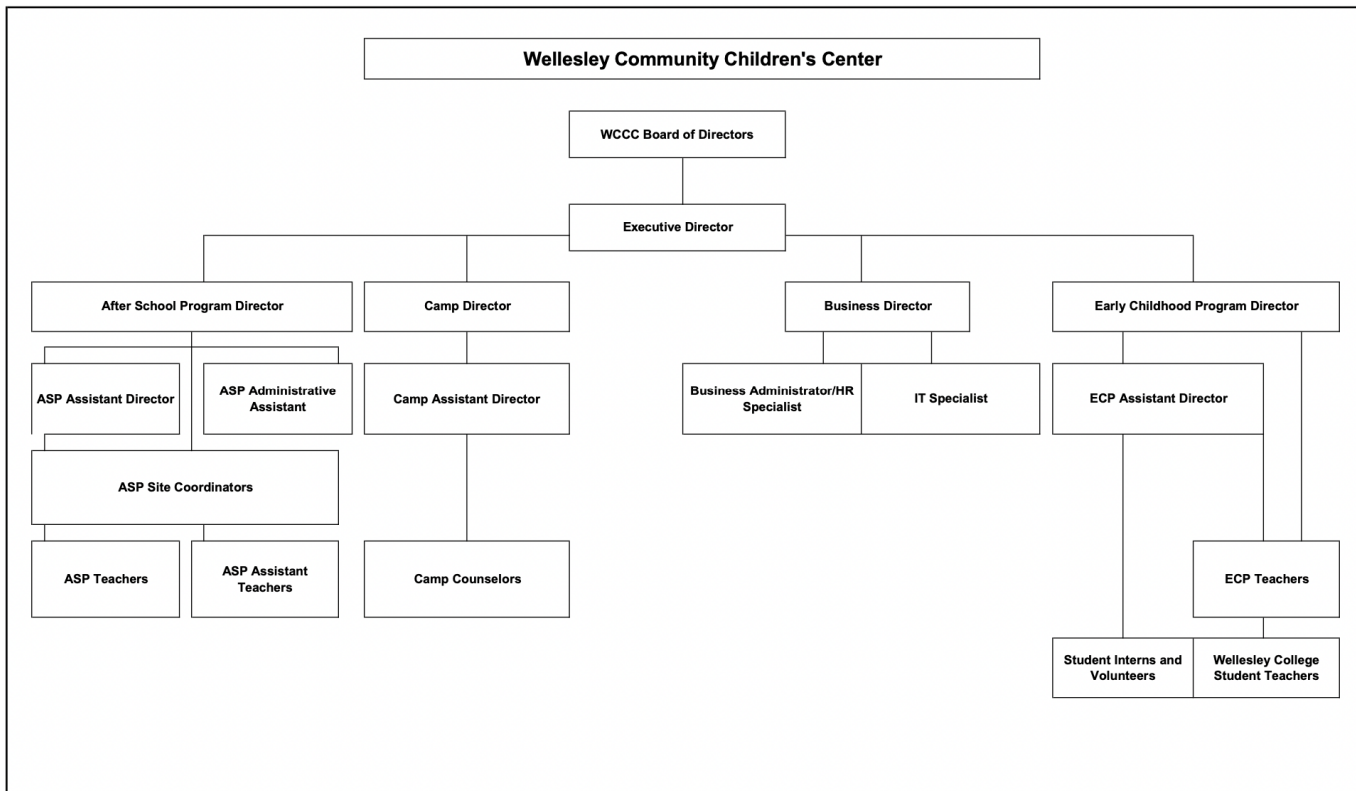 Wellesley Community Children's Center
WCCC Board of Directors
Executive Director
After School Program Director
Camp Director
Business Director
Early Childhood Program Director
ASP Assistant Director
ASP Administrative
Assistant
Camp Assistant Director
Business Administrator/HR
Specialist
IT Specialist
ECP Assistant Director
ASP Site Coordinators
ASP Teachers
ASP Assistant
Teachers
Camp Counselors
ECP Teachers
Student Interns and
Volunteers
Wellesley College
Student Teachers